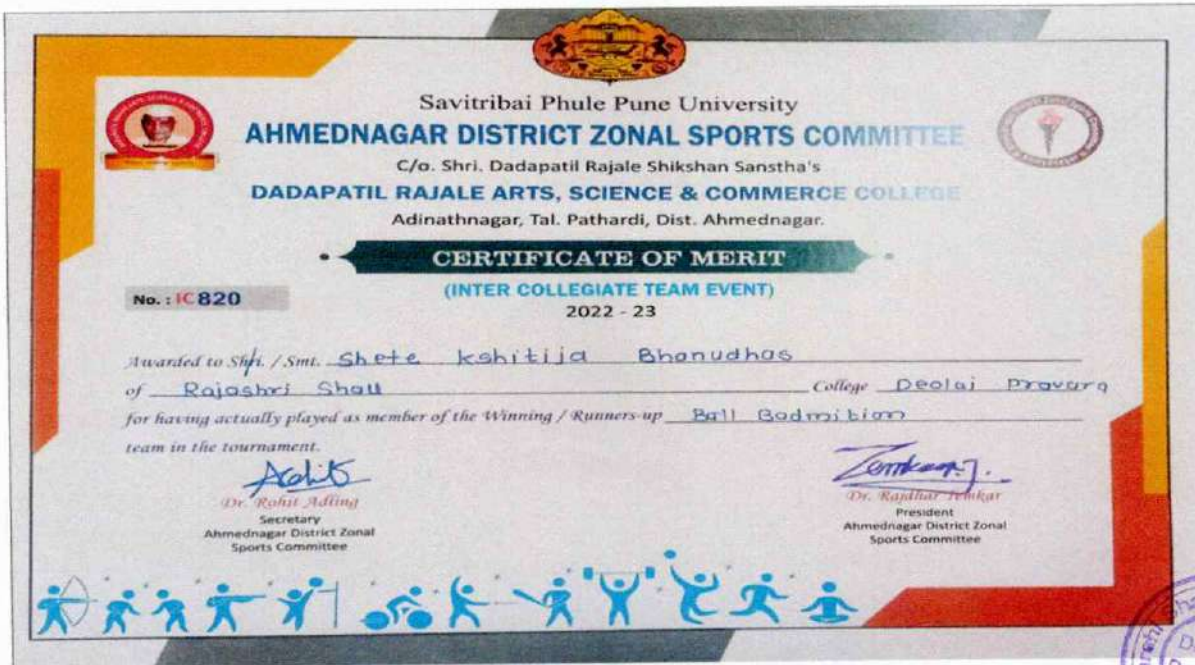 Savitribai Phule Pune University
AHMEDNAGAR DISTRICT ZONAL SPORTS COMMITTEE
C/o. Shri. Dadapatil Rajale Shikshan Sanstha's
DADAPATIL RAJALE ARTS, SCIENCE & COMMERCE COLLEGE
Adinathnagar, Tal. Pathardi, Dist. Ahmednagar.
CERTIFICATE OF MERIT
(INTER COLLEGIATE TEAM EVENT)
No. : IC 820
2022 - 23
Awarded to Shri. / Smt. Shete kshitija Bhanudhas
of Rajashri Shau College Deolai Pravara
for having actually played as member of the Winning / Runners-up Ball Badmibion
team in the tournament.
Dr. Rohit Adling Dr. Rajdhar Temkar
Secretary President
Ahmednagar District Zonal Ahmednagar District Zonal
Sports Committee Sports Committee